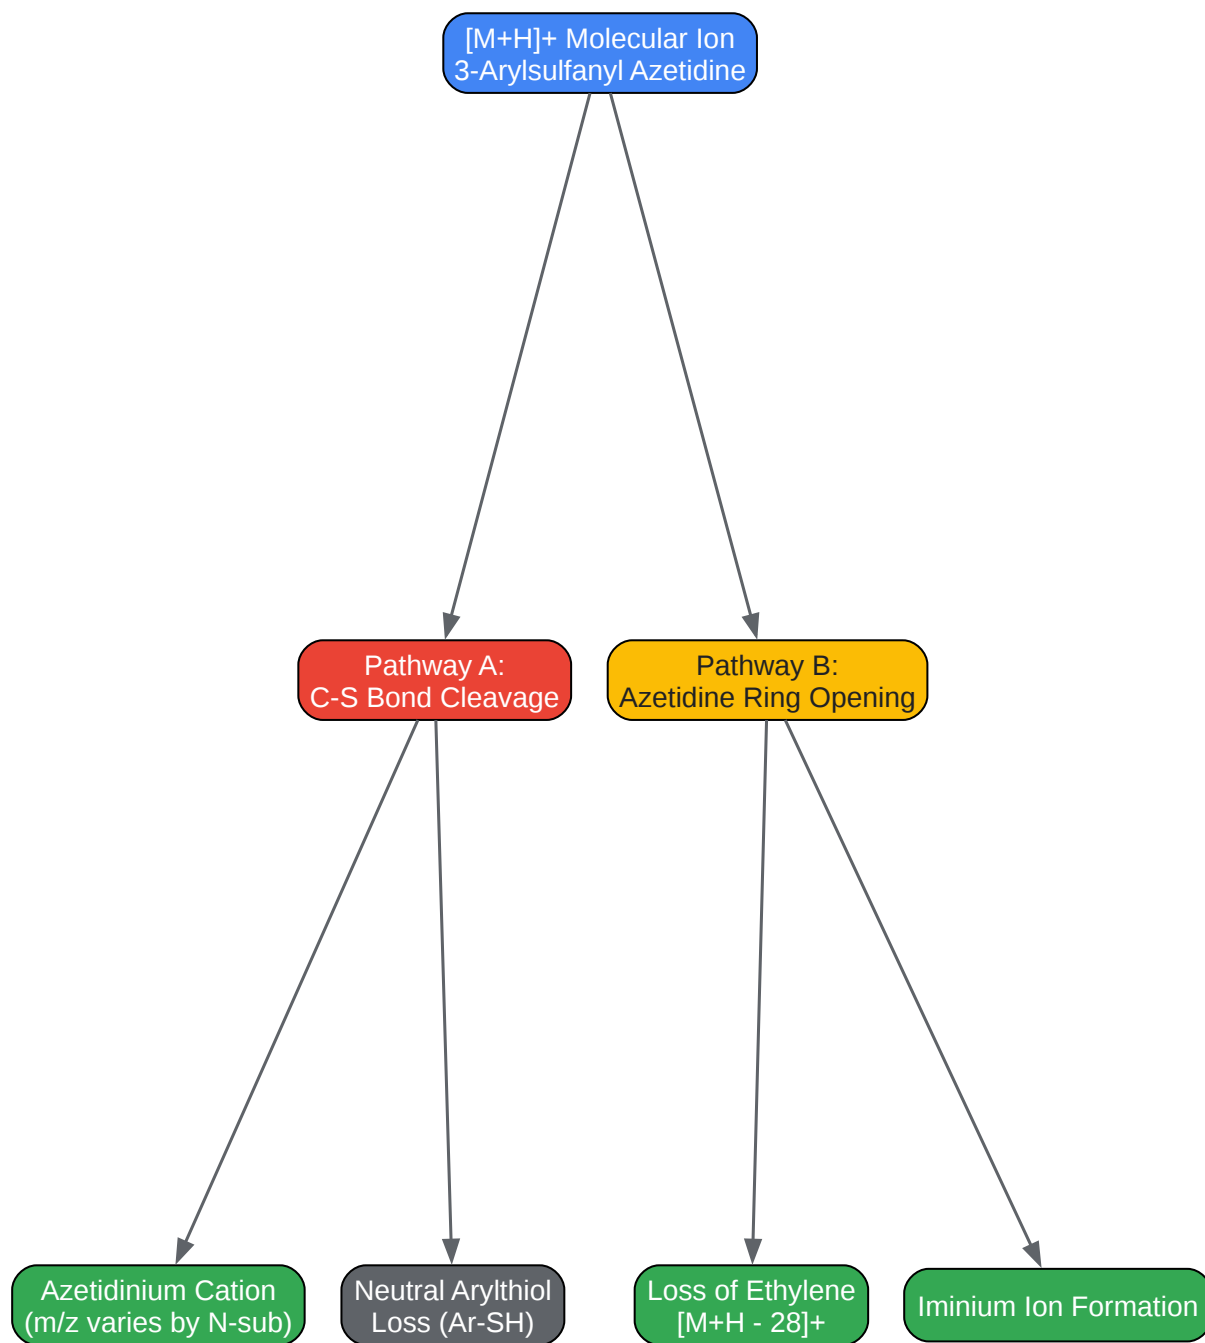 [M+H]+ Molecular Ion
3-Arylsulfanyl Azetidine
Pathway A:
C-S Bond Cleavage
Pathway B:
Azetidine Ring Opening
Azetidinium Cation
(m/z varies by N-sub)
Neutral Arylthiol
Loss (Ar-SH)
Loss of Ethylene
[M+H - 28]+
Iminium Ion Formation